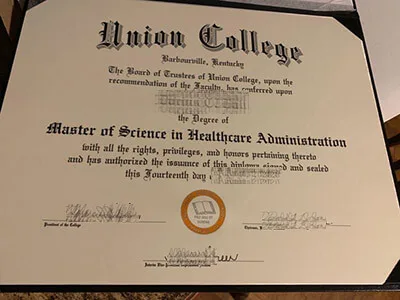 Union College
Barbourville, Kentucky
The Board of Trustees of Union College, upon the
recommendation of the Faculty, has conferred upon
the Degree of
Master of Science in Healthcare Administration
with all the rights, privileges, and honors pertaining thereto
and has authorized the issuance of this diploma signed and sealed
this Fourteenth day
President of the College